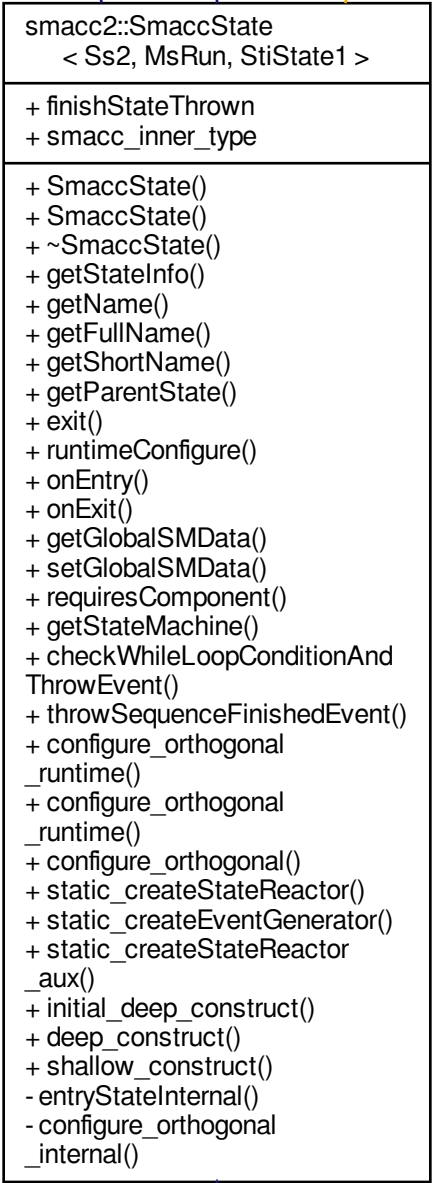 smacc2::SmaccState
< Ss2, MsRun, StiState1 >
+ finishStateThrown
+ smacc_inner_type
+ SmaccState()
+ SmaccState()
+ ~SmaccState()
+ getStateInfo()
+ getName()
+ getFullName()
+ getShortName()
+ getParentState()
+ exit()
+ runtimeConfigure()
+ onEntry()
+ onExit()
+ getGlobalSMData()
+ setGlobalSMData()
+ requiresComponent()
+ getStateMachine()
+ checkWhileLoopConditionAnd
ThrowEvent()
+ throwSequenceFinishedEvent()
+ configure_orthogonal
_runtime()
+ configure_orthogonal
_runtime()
+ configure_orthogonal()
+ static_createStateReactor()
+ static_createEventGenerator()
+ static_createStateReactor
_aux()
+ initial_deep_construct()
+ deep_construct()
+ shallow_construct()
- entryStateInternal()
- configure_orthogonal
_internal()